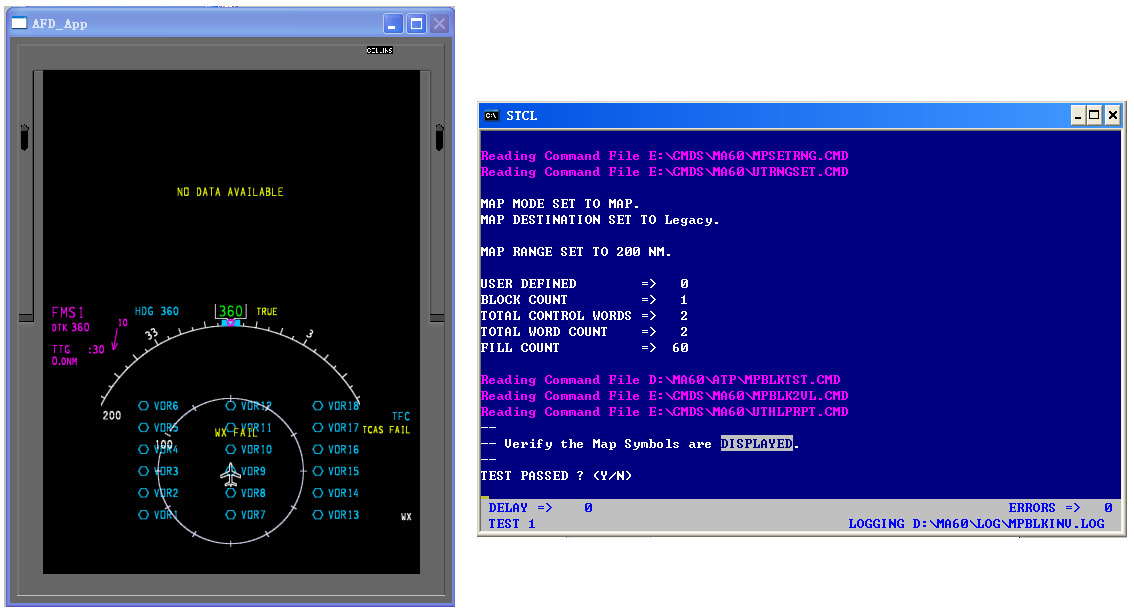 AFD_App
COLLINS
NO DATA AVAILABLE
FMS1
HDG 360
360
TRUE
DTK 360
10
33
3
TTG :30
0.0NM
200
VOR6
VOR12
VOR18
TFC
VOR5
WX FAIL
VOR11
VOR17
TCAS FAIL
100
VOR4
VOR10
VOR16
VOR3
VOR9
VOR15
VOR2
VOR8
VOR14
VOR1
VOR7
VOR13
WX
C:\ STCL
Reading Command File E:\CMDS\MA60\MPSETRNG.CMD
Reading Command File E:\CMDS\MA60\UTRNGSET.CMD
MAP MODE SET TO MAP.
MAP DESTINATION SET TO Legacy.
MAP RANGE SET TO 200 NM.
USER DEFINED => 0
BLOCK COUNT => 1
TOTAL CONTROL WORDS => 2
TOTAL WORD COUNT => 2
FILL COUNT => 60
Reading Command File D:\MA60\ATP\MPBLKTST.CMD
Reading Command File E:\CMDS\MA60\MPBLK2VL.CMD
Reading Command File E:\CMDS\MA60\UTHLPRPT.CMD
--
-- Verify the Map Symbols are DISPLAYED.
--
TEST PASSED ? (Y/N)
DELAY => 0 ERRORS => 0
TEST 1 LOGGING D:\MA60\LOG\MPBLKINV.LOG